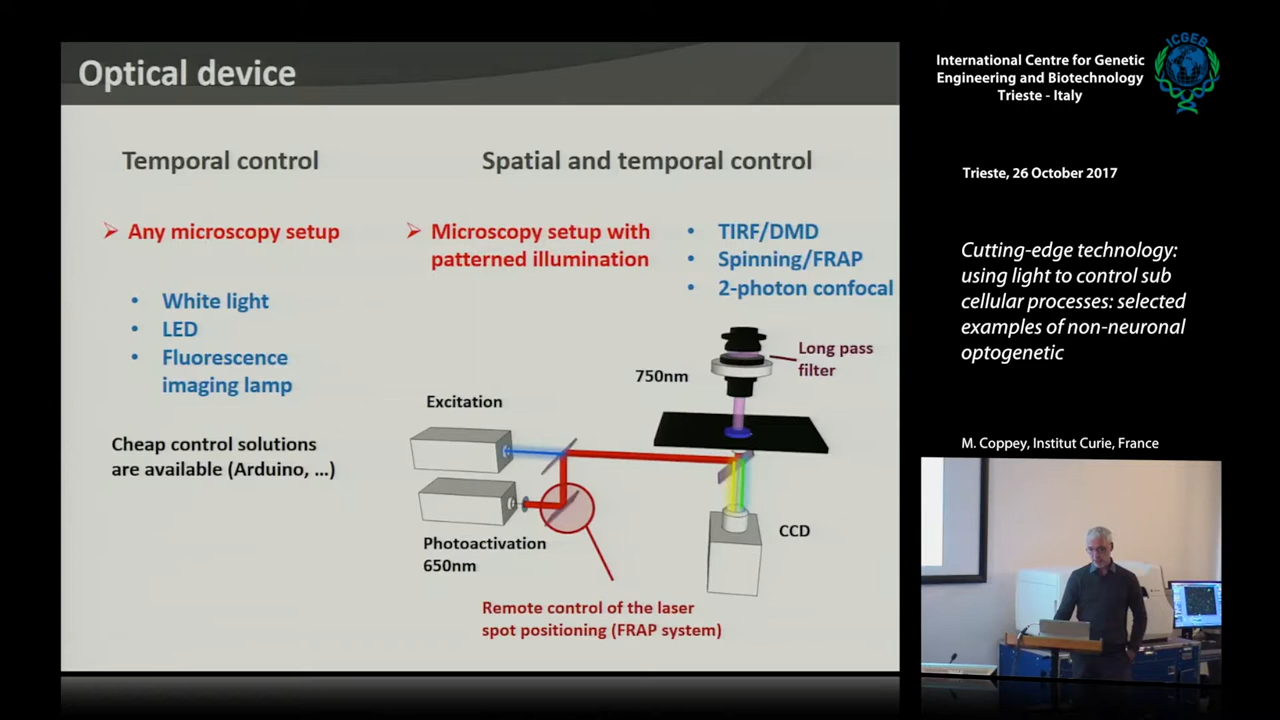 Optical device
Temporal control
Any microscopy setup
• White light
• LED
• Fluorescence
imaging lamp
Cheap control solutions
are available (Arduino, ...)
Spatial and temporal control
Microscopy setup with
patterned illumination
• TIRF/DMD
• Spinning/FRAP
• 2-photon confocal
Long pass
filter
750nm
Excitation
Photoactivation
650nm
CCD
Remote control of the laser
spot positioning (FRAP system)
International Centre for Genetic
Engineering and Biotechnology
Trieste - Italy
ICGEB
Trieste, 26 October 2017
Cutting-edge technology:
using light to control sub
cellular processes: selected
examples of non-neuronal
optogenetic
M. Coppey, Institut Curie, France